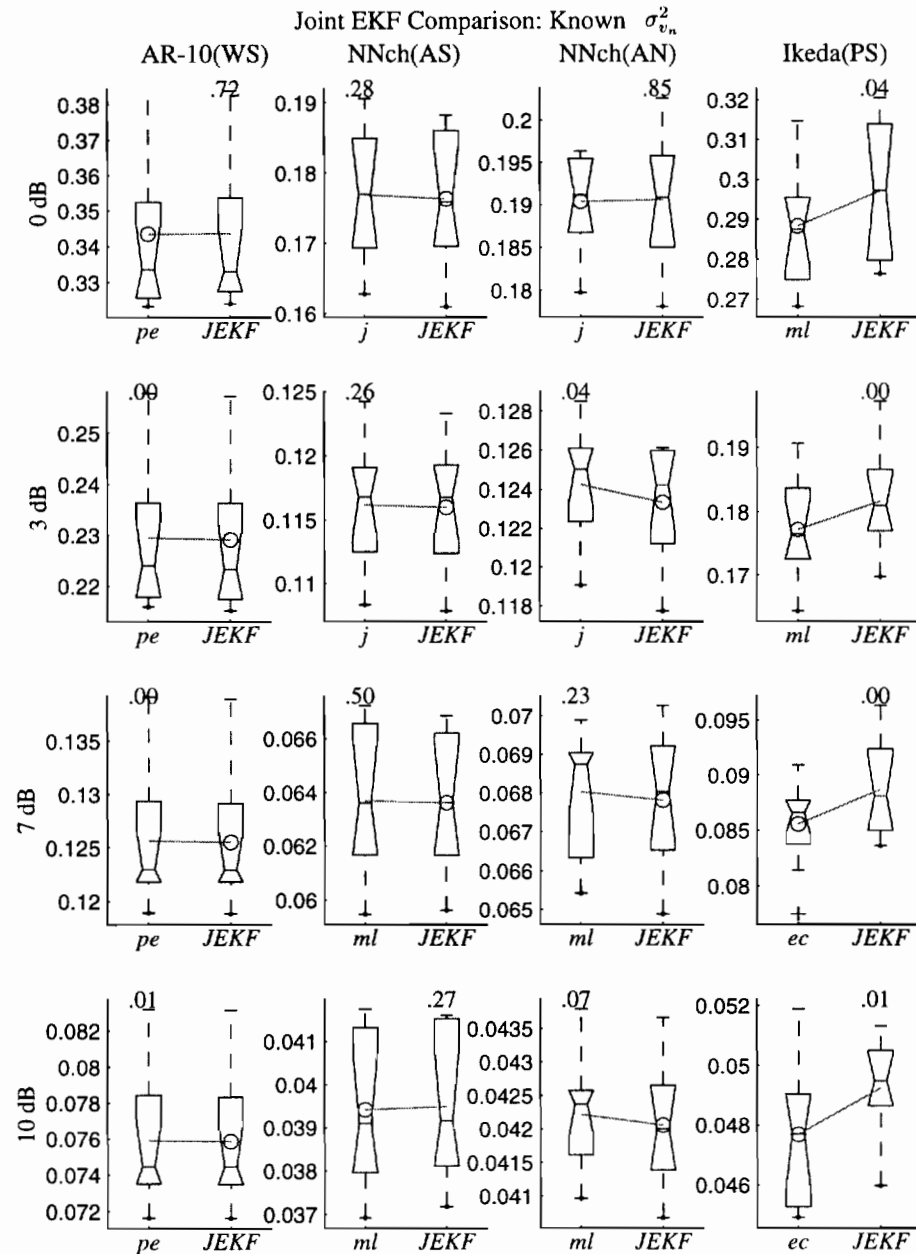 Joint EKF Comparison: Known σ²ᵥₙ
AR-10(WS) NNch(AS) NNch(AN) Ikeda(PS)
0 dB
.72 .28 .85 .04
0.38 0.37 0.36 0.35 0.34 0.33
0.19 0.18 0.17 0.16
0.2 0.195 0.19 0.185 0.18
0.32 0.31 0.3 0.29 0.28 0.27
pe JEKF j JEKF j JEKF ml JEKF
3 dB
.00 .26 .04 .00
0.25 0.24 0.23 0.22
0.125 0.12 0.115 0.11
0.128 0.126 0.124 0.122 0.12 0.118
0.19 0.18 0.17
pe JEKF j JEKF j JEKF ml JEKF
7 dB
.00 .50 .23 .00
0.135 0.13 0.125 0.12
0.066 0.064 0.062 0.06
0.07 0.069 0.068 0.067 0.066 0.065
0.095 0.09 0.085 0.08
pe JEKF ml JEKF ml JEKF ec JEKF
10 dB
.01 .27 .07 .01
0.082 0.08 0.078 0.076 0.074 0.072
0.041 0.04 0.039 0.038 0.037
0.0435 0.043 0.0425 0.042 0.0415 0.041
0.052 0.05 0.048 0.046
pe JEKF ml JEKF ml JEKF ec JEKF